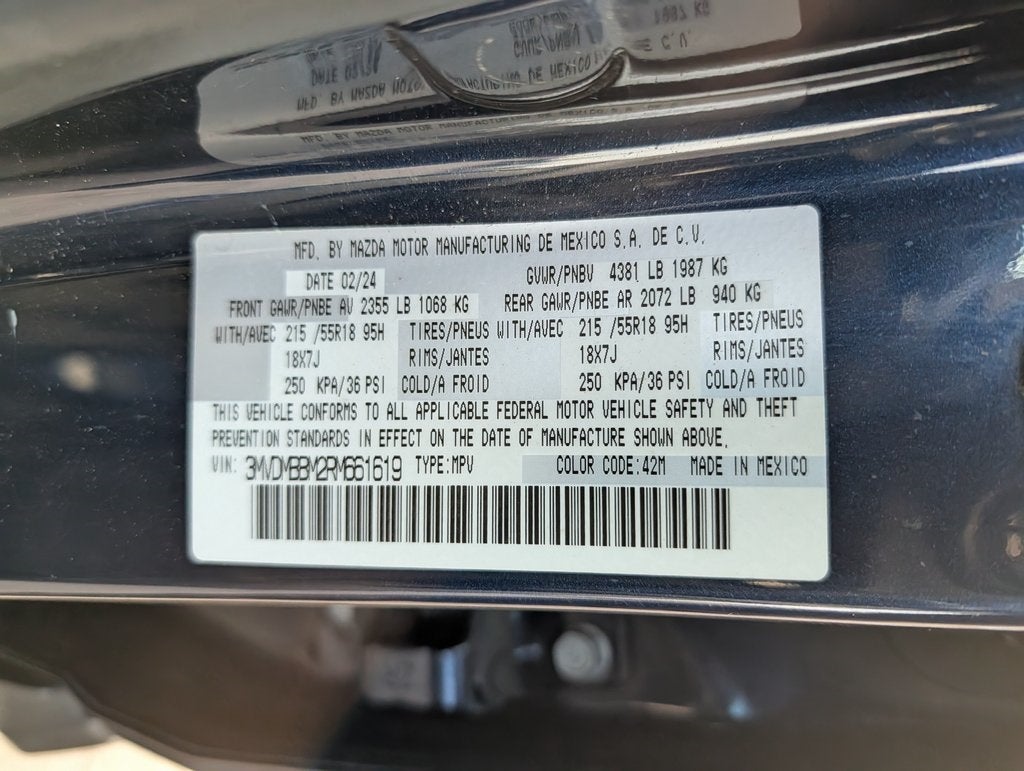 MFD. BY MAZDA MOTOR MANUFACTURING DE MEXICO S.A. DE C.V.
DATE 02/24 GVWR/PNBV 4381 LB 1987 KG
FRONT GAWR/PNBE AV 2355 LB 1068 KG REAR GAWR/PNBE AR 2072 LB 940 KG
WITH/AVEC 215 /55R18 95H TIRES/PNEUS WITH/AVEC 215 /55R18 95H TIRES/PNEUS
18X7J RIMS/JANTES 18X7J RIMS/JANTES
250 KPA/36 PSI COLD/A FROID 250 KPA/36 PSI COLD/A FROID
THIS VEHICLE CONFORMS TO ALL APPLICABLE FEDERAL MOTOR VEHICLE SAFETY AND THEFT
PREVENTION STANDARDS IN EFFECT ON THE DATE OF MANUFACTURE SHOWN ABOVE.
VIN: 3MVDMBBM2RM661619 TYPE:MPV COLOR CODE:42M MADE IN MEXICO